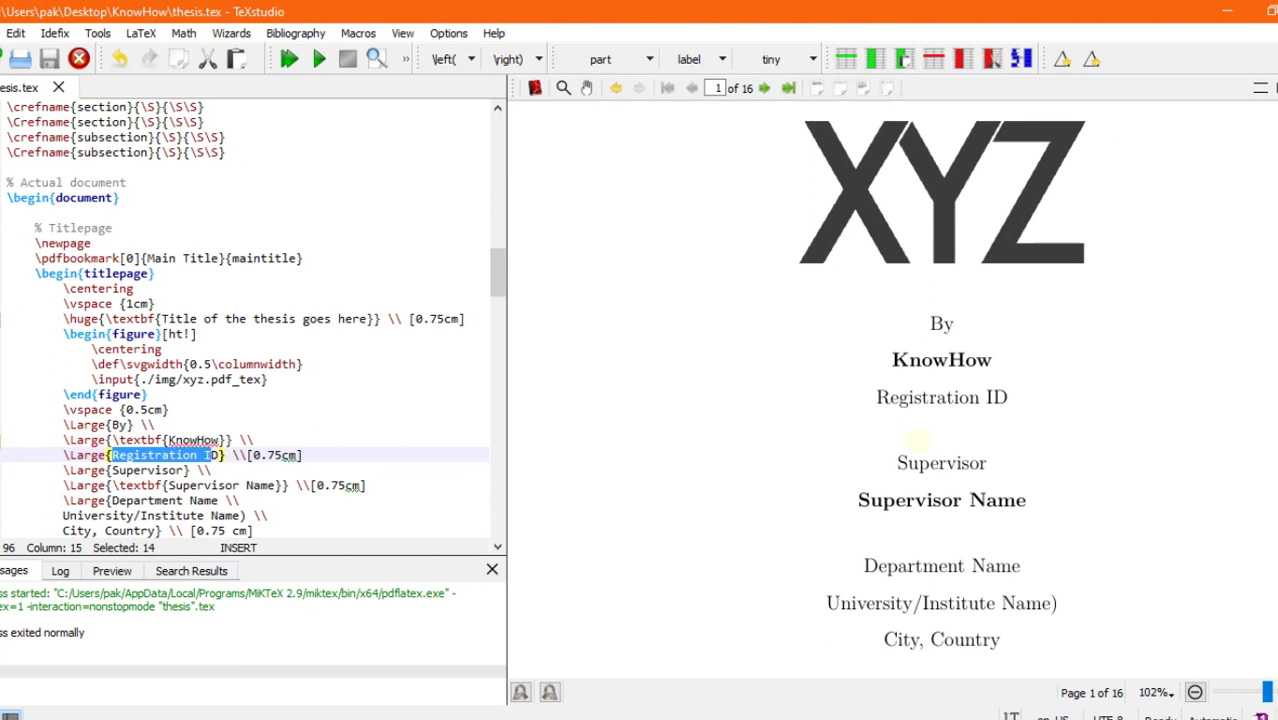 :\Users\pak\Desktop\KnowHow\thesis.tex - TeXstudio
Edit Idefix Tools LaTeX Math Wizards Bibliography Macros View Options Help
» \left( \right) part label tiny
esis.tex
1 of 16
\crefname{section}{\S}{\S\S}
\Crefname{section}{\S}{\S\S}
\crefname{subsection}{\S}{\S\S}
\Crefname{subsection}{\S}{\S\S}
% Actual document
\begin{document}
% Titlepage
\newpage
\pdfbookmark[0]{Main Title}{maintitle}
\begin{titlepage}
\centering
\vspace {1cm}
\huge{\textbf{Title of the thesis goes here}} \\ [0.75cm]
\begin{figure}[ht!]
\centering
\def\svgwidth{0.5\columnwidth}
\input{./img/xyz.pdf_tex}
\end{figure}
\vspace {0.5cm}
\Large{By} \\
\Large{\textbf{KnowHow}} \\
\Large{Registration ID} \\[0.75cm]
\Large{Supervisor} \\
\Large{\textbf{Supervisor Name}} \\[0.75cm]
\Large{Department Name \\
University/Institute Name) \\
City, Country} \\ [0.75 cm]
96 Column: 15 Selected: 14 INSERT
sages Log Preview Search Results
ss started: "C:/Users/pak/AppData/Local/Programs/MiKTeX 2.9/miktex/bin/x64/pdflatex.exe" -
ex=1 -interaction=nonstopmode "thesis".tex
ss exited normally
XYZ
By
KnowHow
Registration ID
Supervisor
Supervisor Name
Department Name
University/Institute Name)
City, Country
Page 1 of 16 102%